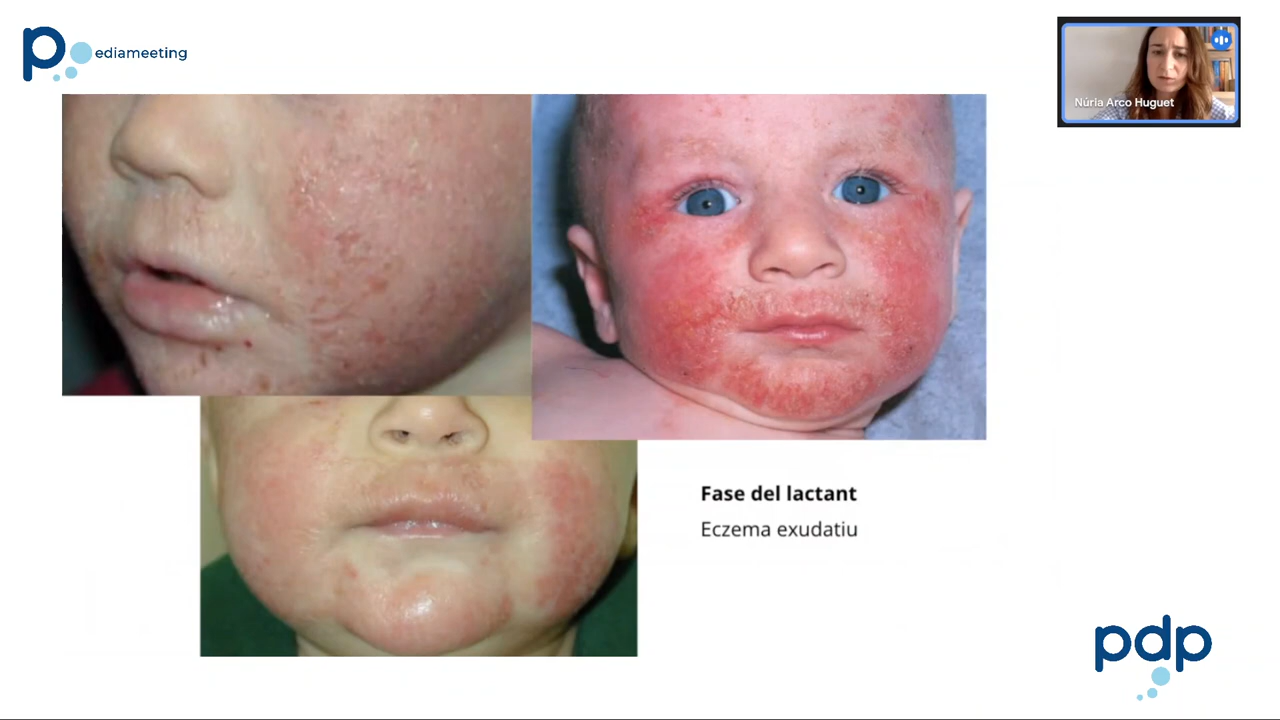 pediameeting
Núria Arco Huguet
Fase del lactant
Eczema exudatiu
pdp